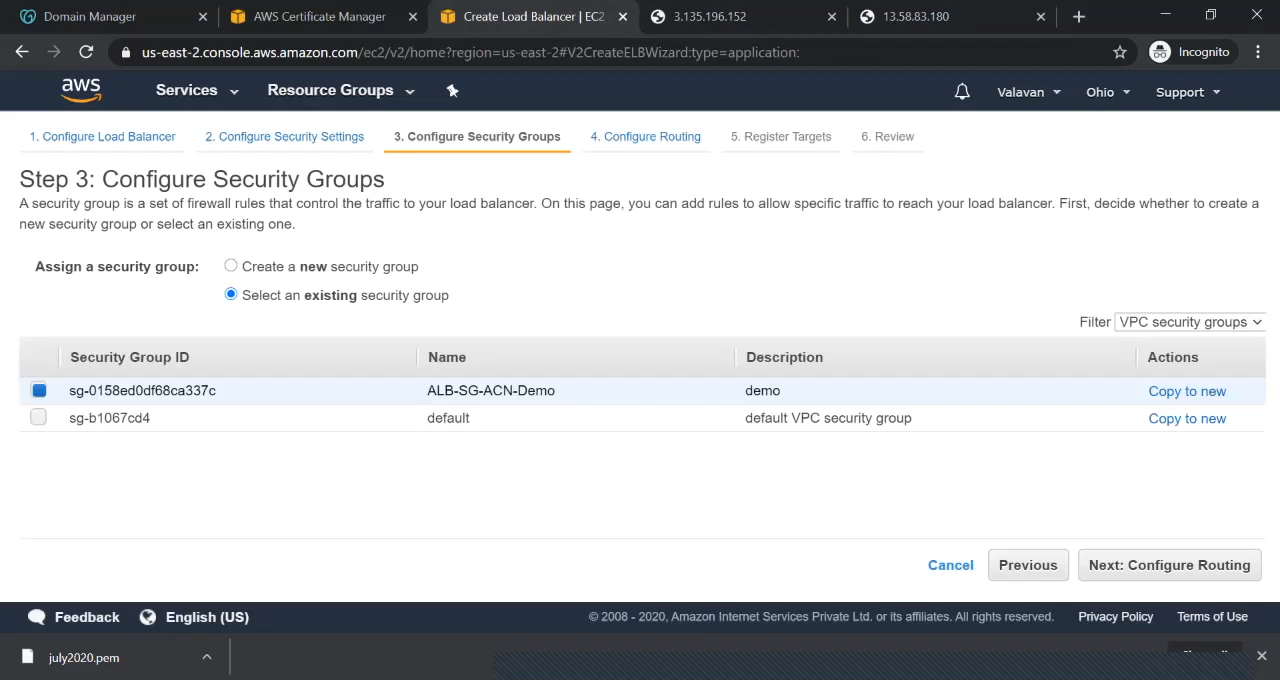 Domain Manager
AWS Certificate Manager
Create Load Balancer | EC2
3.135.196.152
13.58.83.180
us-east-2.console.aws.amazon.com/ec2/v2/home?region=us-east-2#V2CreateELBWizard:type=application:
Incognito
aws
Services
Resource Groups
Valavan
Ohio
Support
1. Configure Load Balancer
2. Configure Security Settings
3. Configure Security Groups
4. Configure Routing
5. Register Targets
6. Review
Step 3: Configure Security Groups
A security group is a set of firewall rules that control the traffic to your load balancer. On this page, you can add rules to allow specific traffic to reach your load balancer. First, decide whether to create a
new security group or select an existing one.
Assign a security group:
Create a new security group
Select an existing security group
Filter VPC security groups
Security Group ID Name Description Actions
sg-0158ed0df68ca337c ALB-SG-ACN-Demo demo Copy to new
sg-b1067cd4 default default VPC security group Copy to new
Cancel
Previous
Next: Configure Routing
Feedback
English (US)
© 2008 - 2020, Amazon Internet Services Private Ltd. or its affiliates. All rights reserved.
Privacy Policy
Terms of Use
july2020.pem